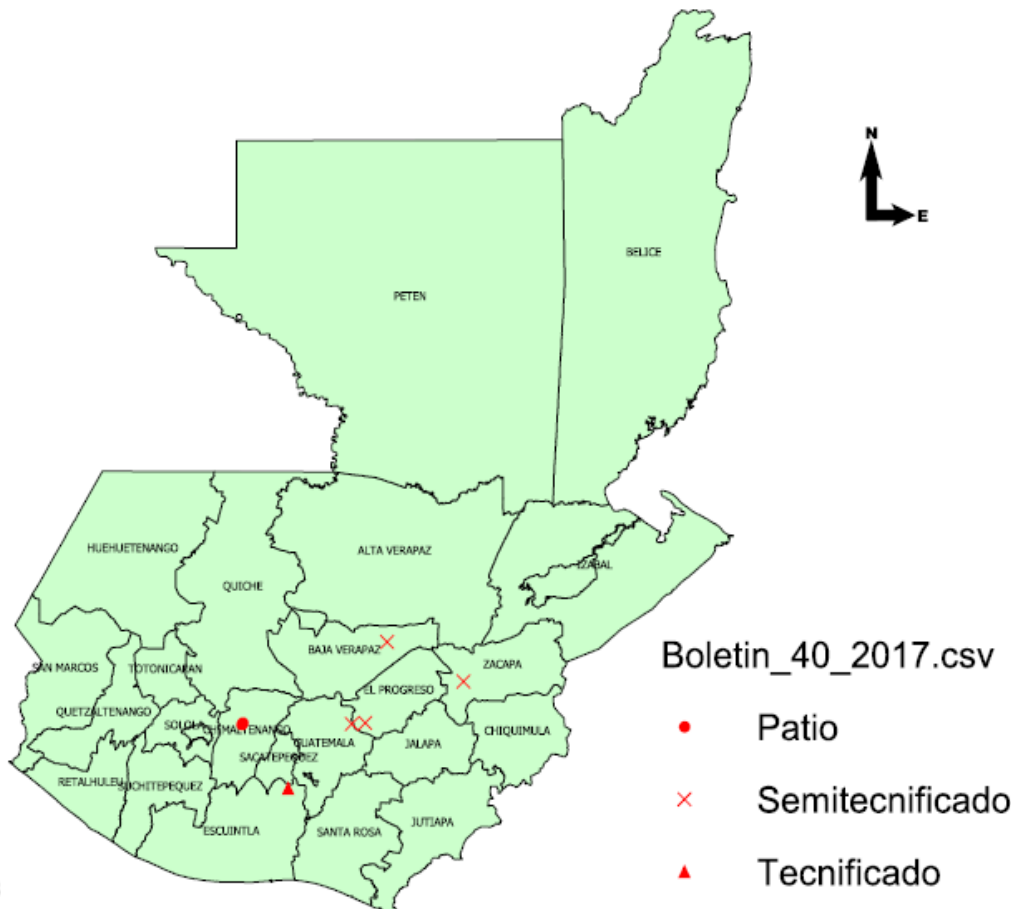 N
E
BELICE
PETEN
HUEHUETENANGO
ALTA VERAPAZ
IZABAL
QUICHE
BAJA VERAPAZ
SAN MARCOS
TOTONICAPAN
ZACAPA
EL PROGRESO
QUETZALTENANGO
SOLOLA
CHIMALTENANGO
GUATEMALA
JALAPA
CHIQUIMULA
SACATEPEQUEZ
RETALHULEU
SUCHITEPEQUEZ
ESCUINTLA
SANTA ROSA
JUTIAPA
Boletin_40_2017.csv
Patio
Semitecnificado
Tecnificado